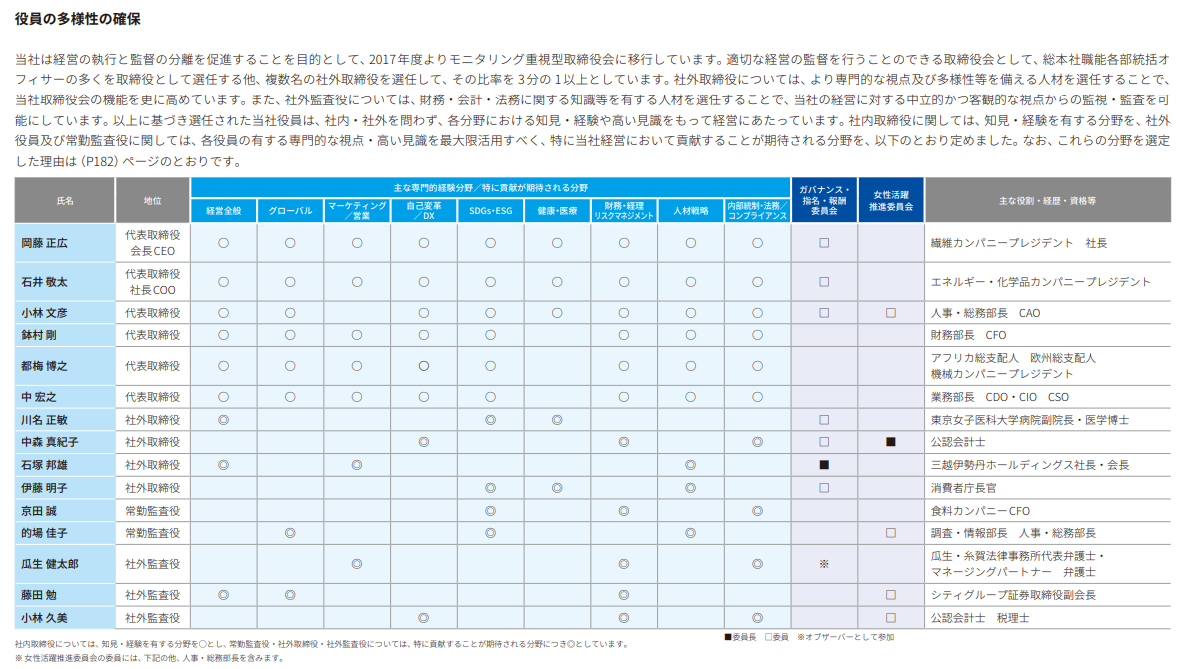 役員の多様性の確保
当社は経営の執行と監督の分離を促進することを目的として、2017年度よりモニタリング重視型取締役会に移行しています。適切な経営の監督を行うことのできる取締役会として、総本社職能各部統括オ
フィサーの多くを取締役として選任する他、複数名の社外取締役を選任して、その比率を3分の1以上としています。社外取締役については、より専門的な視点及び多様性等を備える人材を選任することで、
当社取締役会の機能を更に高めています。また、社外監査役については、財務・会計・法務に関する知識等を有する人材を選任することで、当社の経営に対する中立的かつ客観的な視点からの監視・監査を可
能にしています。以上に基づき選任された当社役員は、社内・社外を問わず、各分野における知見・経験や高い見識をもって経営にあたっています。社内取締役に関しては、知見・経験を有する分野を、社外
役員及び常勤監査役に関しては、各役員の有する専門的な視点・高い見識を最大限活用すべく、特に当社経営において貢献することが期待される分野を、以下のとおり定めました。なお、これらの分野を選定
した理由は（P182）ページのとおりです。
氏名 地位 主な専門的経験分野／特に貢献が期待される分野 ガバナンス・指名・報酬委員会 女性活躍推進委員会 主な役割・経歴・資格等
経営全般 グローバル マーケティング／営業 自己変革／DX SDGs・ESG 健康・医療 財務・経理リスクマネジメント 人材戦略 内部統制・法務／コンプライアンス
岡藤 正広 代表取締役会長CEO ○ ○ ○ ○ ○ ○ ○ ○ ○ □ 繊維カンパニープレジデント 社長
石井 敬太 代表取締役社長COO ○ ○ ○ ○ ○ ○ ○ ○ ○ □ エネルギー・化学品カンパニープレジデント
小林 文彦 代表取締役 ○ ○ ○ ○ ○ ○ ○ ○ □ □ 人事・総務部長 CAO
鉢村 剛 代表取締役 ○ ○ ○ ○ ○ ○ ○ ○ 財務部長 CFO
都梅 博之 代表取締役 ○ ○ ○ ○ ○ ○ ○ ○ アフリカ総支配人 欧州総支配人
機械カンパニープレジデント
中 宏之 代表取締役 ○ ○ ○ ○ ○ ○ ○ ○ 業務部長 CDO・CIO CSO
川名 正敏 社外取締役 ◎ ◎ ◎ □ 東京女子医科大学病院副院長・医学博士
中森 真紀子 社外取締役 ◎ ◎ ◎ □ ■ 公認会計士
石塚 邦雄 社外取締役 ◎ ◎ ◎ ■ 三越伊勢丹ホールディングス社長・会長
伊藤 明子 社外取締役 ◎ ◎ ◎ □ 消費者庁長官
京田 誠 常勤監査役 ◎ ◎ ◎ 食料カンパニーCFO
的場 佳子 常勤監査役 ◎ ◎ ◎ □ 調査・情報部長 人事・総務部長
瓜生 健太郎 社外監査役 ◎ ◎ ◎ ※ 瓜生・糸賀法律事務所代表弁護士・
マネージングパートナー 弁護士
藤田 勉 社外監査役 ◎ ◎ ◎ □ シティグループ証券取締役副会長
小林 久美 社外監査役 ◎ ◎ ◎ □ 公認会計士 税理士
■委員長 □委員 ※オブザーバーとして参加
社内取締役については、知見・経験を有する分野を○とし、常勤監査役・社外取締役・社外監査役については、特に貢献することが期待される分野につき◎としています。
※ 女性活躍推進委員会の委員には、下記の他、人事・総務部長を含みます。